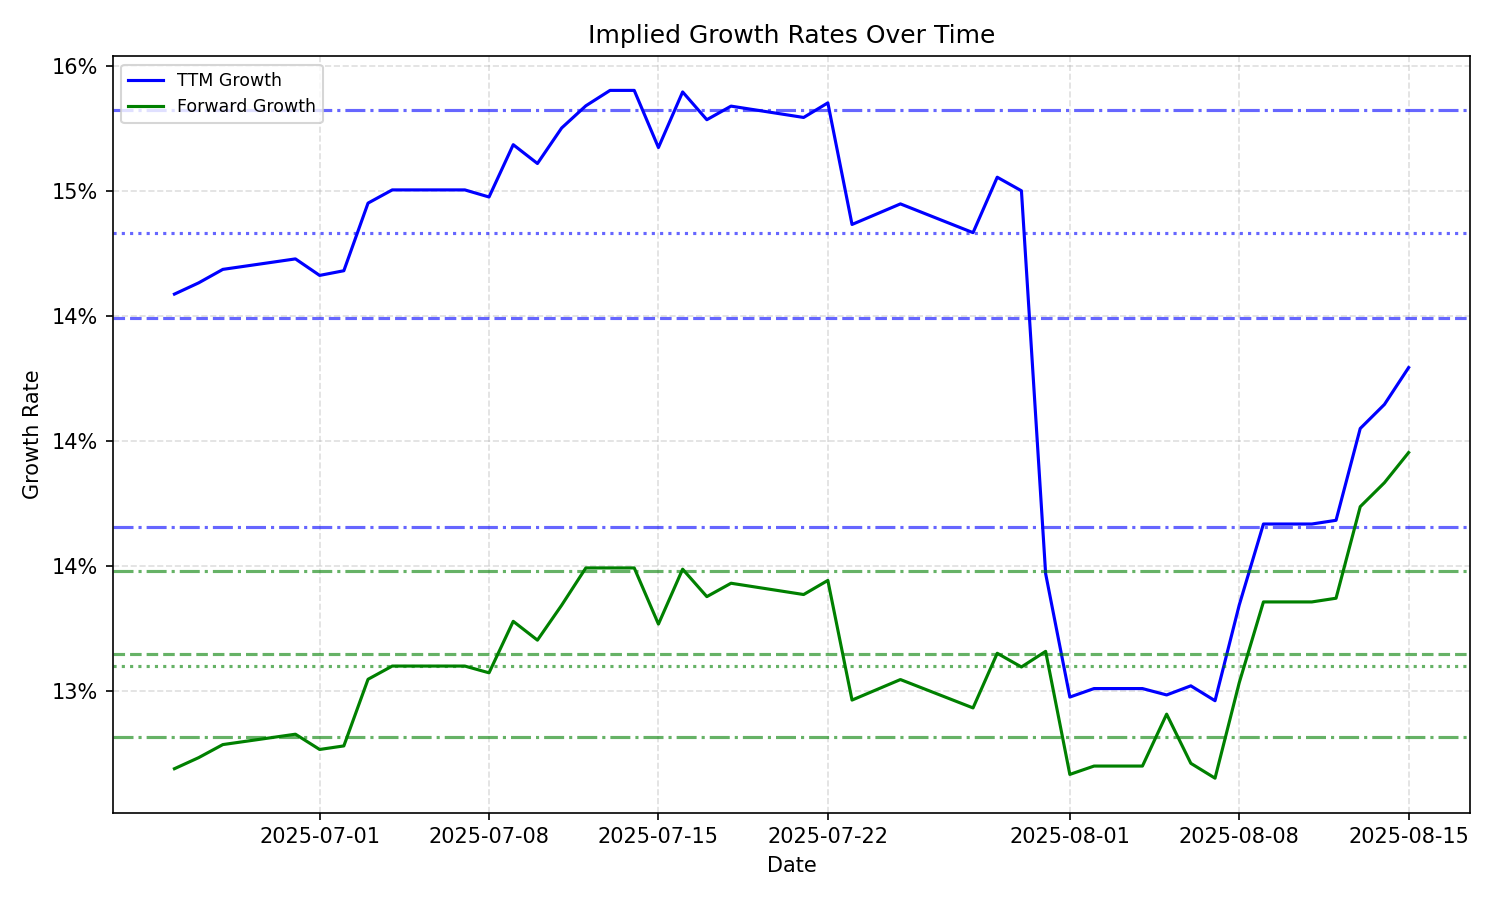 Implied Growth Rates Over Time
TTM Growth
Forward Growth
16%
15%
14%
14%
14%
13%
Growth Rate
2025-07-01
2025-07-08
2025-07-15
2025-07-22
2025-08-01
2025-08-08
2025-08-15
Date